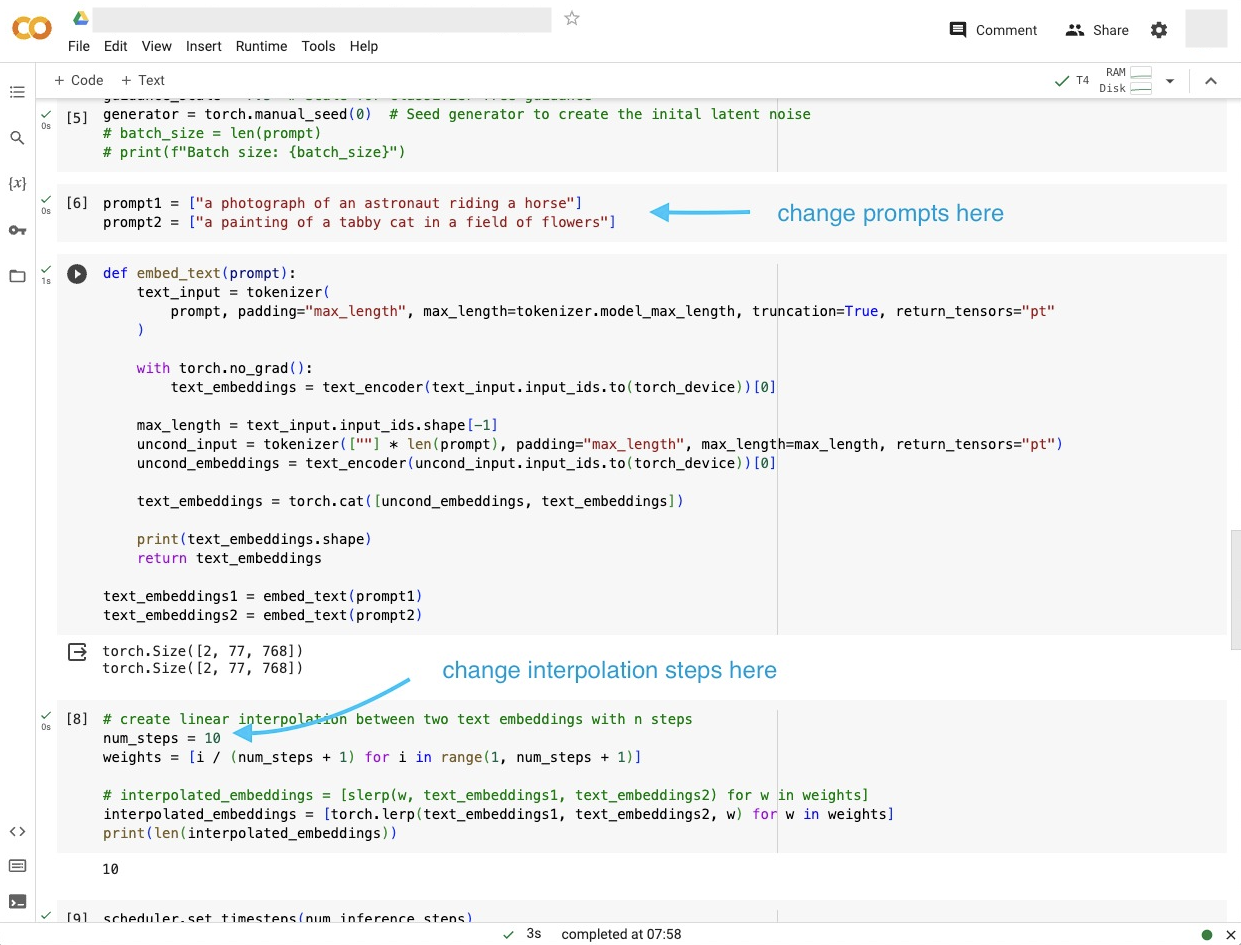 File Edit View Insert Runtime Tools Help
Comment Share
+ Code + Text
T4 RAM Disk
[5] generator = torch.manual_seed(0)  # Seed generator to create the inital latent noise
# batch_size = len(prompt)
# print(f"Batch size: {batch_size}")
0s
{x}
[6] prompt1 = ["a photograph of an astronaut riding a horse"]
prompt2 = ["a painting of a tabby cat in a field of flowers"]
0s
change prompts here
1s
def embed_text(prompt):
    text_input = tokenizer(
        prompt, padding="max_length", max_length=tokenizer.model_max_length, truncation=True, return_tensors="pt"
    )
    with torch.no_grad():
        text_embeddings = text_encoder(text_input.input_ids.to(torch_device))[0]
    max_length = text_input.input_ids.shape[-1]
    uncond_input = tokenizer([""] * len(prompt), padding="max_length", max_length=max_length, return_tensors="pt")
    uncond_embeddings = text_encoder(uncond_input.input_ids.to(torch_device))[0]
    text_embeddings = torch.cat([uncond_embeddings, text_embeddings])
    print(text_embeddings.shape)
    return text_embeddings
text_embeddings1 = embed_text(prompt1)
text_embeddings2 = embed_text(prompt2)
torch.Size([2, 77, 768])
torch.Size([2, 77, 768])
change interpolation steps here
[8] # create linear interpolation between two text embeddings with n steps
0s
num_steps = 10
weights = [i / (num_steps + 1) for i in range(1, num_steps + 1)]
# interpolated_embeddings = [slerp(w, text_embeddings1, text_embeddings2) for w in weights]
interpolated_embeddings = [torch.lerp(text_embeddings1, text_embeddings2, w) for w in weights]
print(len(interpolated_embeddings))
10
[9] scheduler.set_timesteps(num_inference_steps)
3s completed at 07:58